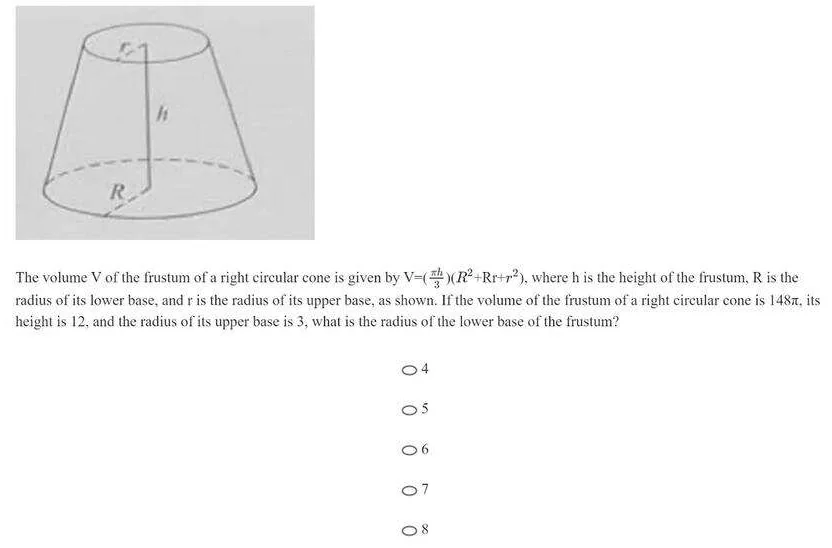 r
h
R
The volume V of the frustum of a right circular cone is given by V=(πh/3)(R²+Rr+r²), where h is the height of the frustum, R is the
radius of its lower base, and r is the radius of its upper base, as shown. If the volume of the frustum of a right circular cone is 148π, its
height is 12, and the radius of its upper base is 3, what is the radius of the lower base of the frustum?
4
5
6
7
8